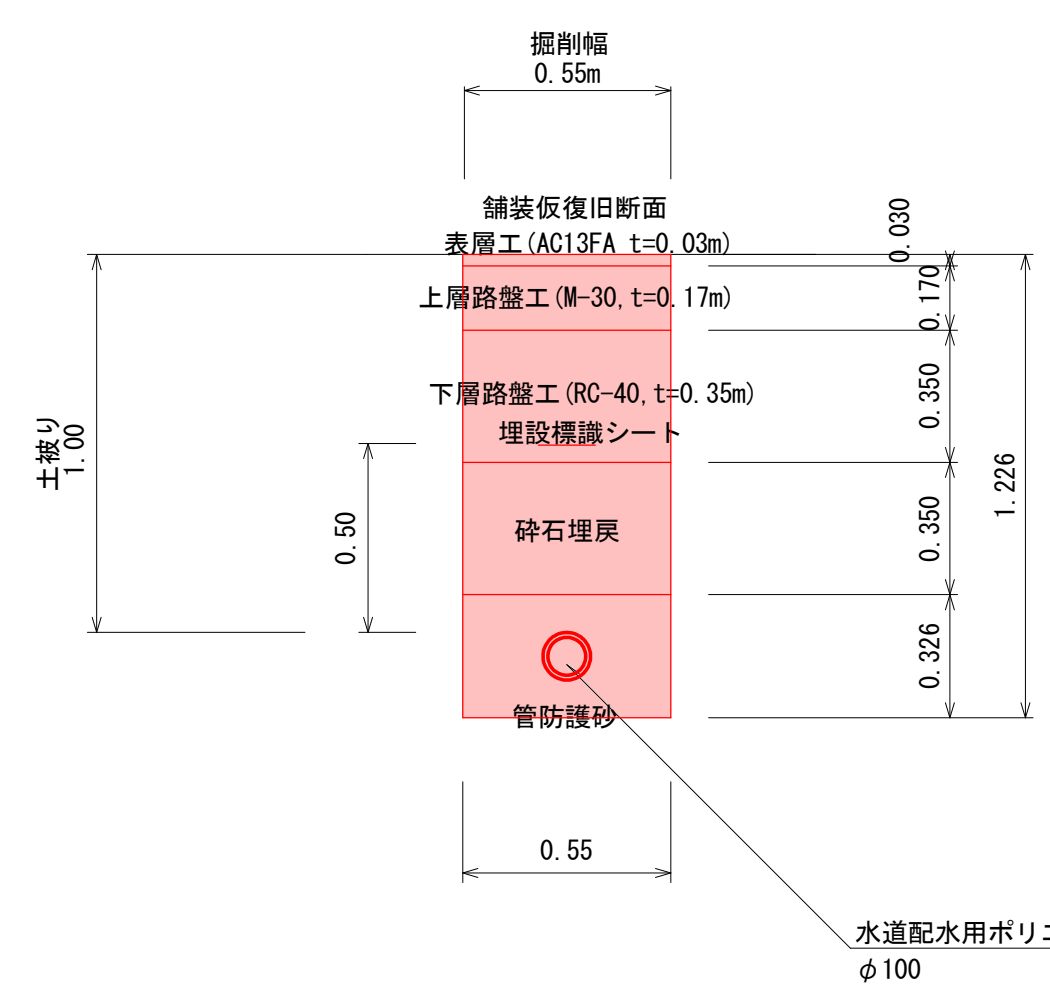 掘削幅
0.55m
舗装仮復旧断面
表層工(AC13FA t=0.03m)
0.030
上層路盤工(M-30,t=0.17m)
0.170
下層路盤工(RC-40,t=0.35m)
0.350
埋設標識シート
土被り
1.00
1.226
0.50
砕石埋戻
0.350
0.326
管防護砂
0.55
水道配水用ポリ
φ100